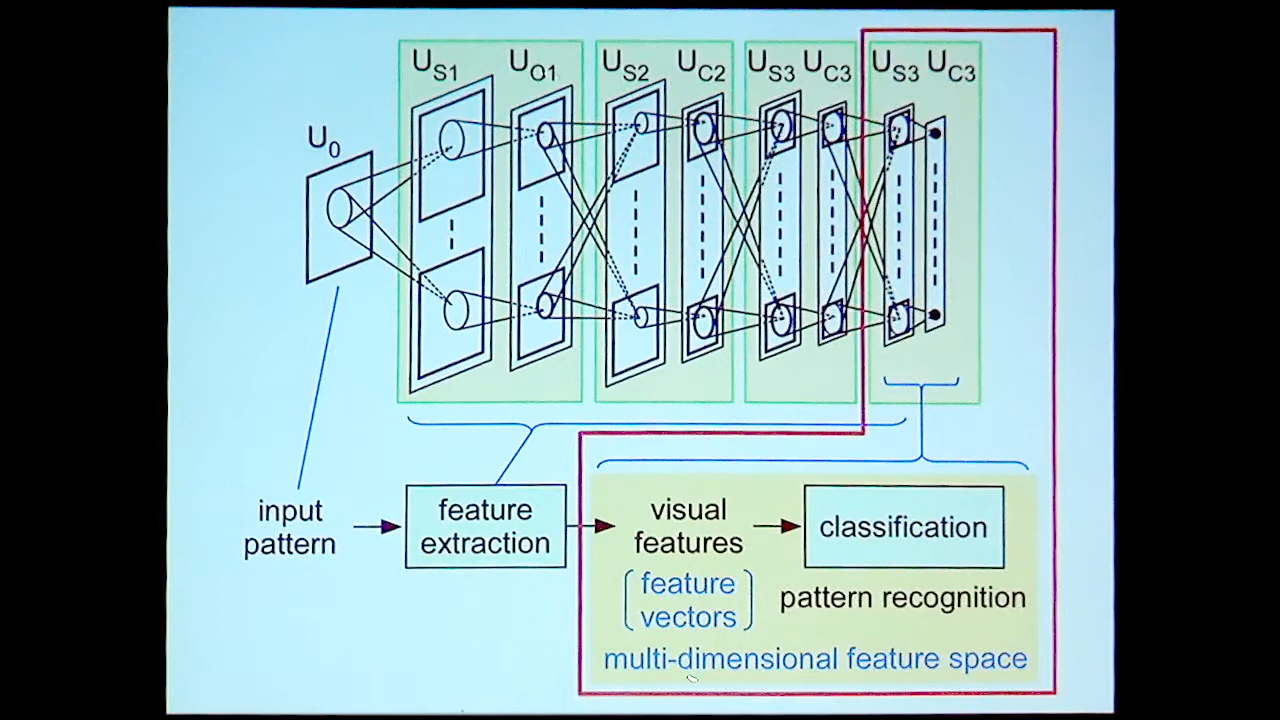 U0
US1
UO1
US2
UC2
US3
UC3
US3
UC3
input
pattern
feature
extraction
visual
features
feature
vectors
classification
pattern recognition
multi-dimensional feature space